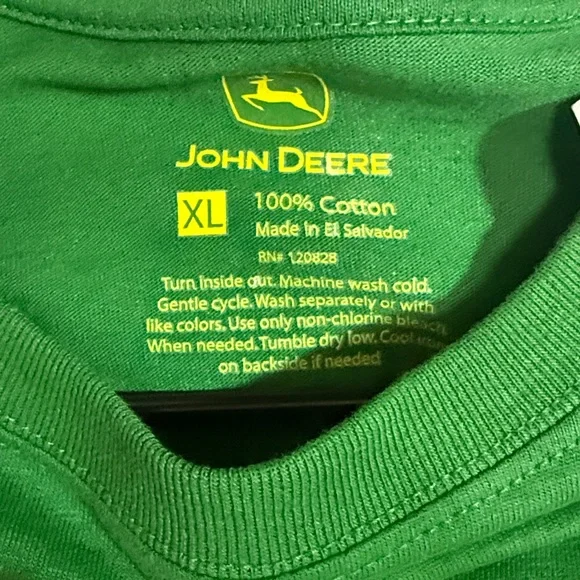 JOHN DEERE
XL
100% Cotton
Made in El Salvador
RN# 120828
Turn inside out. Machine wash cold.
Gentle cycle. Wash separately or with
like colors. Use only non-chlorine bleach
When needed. Tumble dry low. Cool iron
on backside if needed